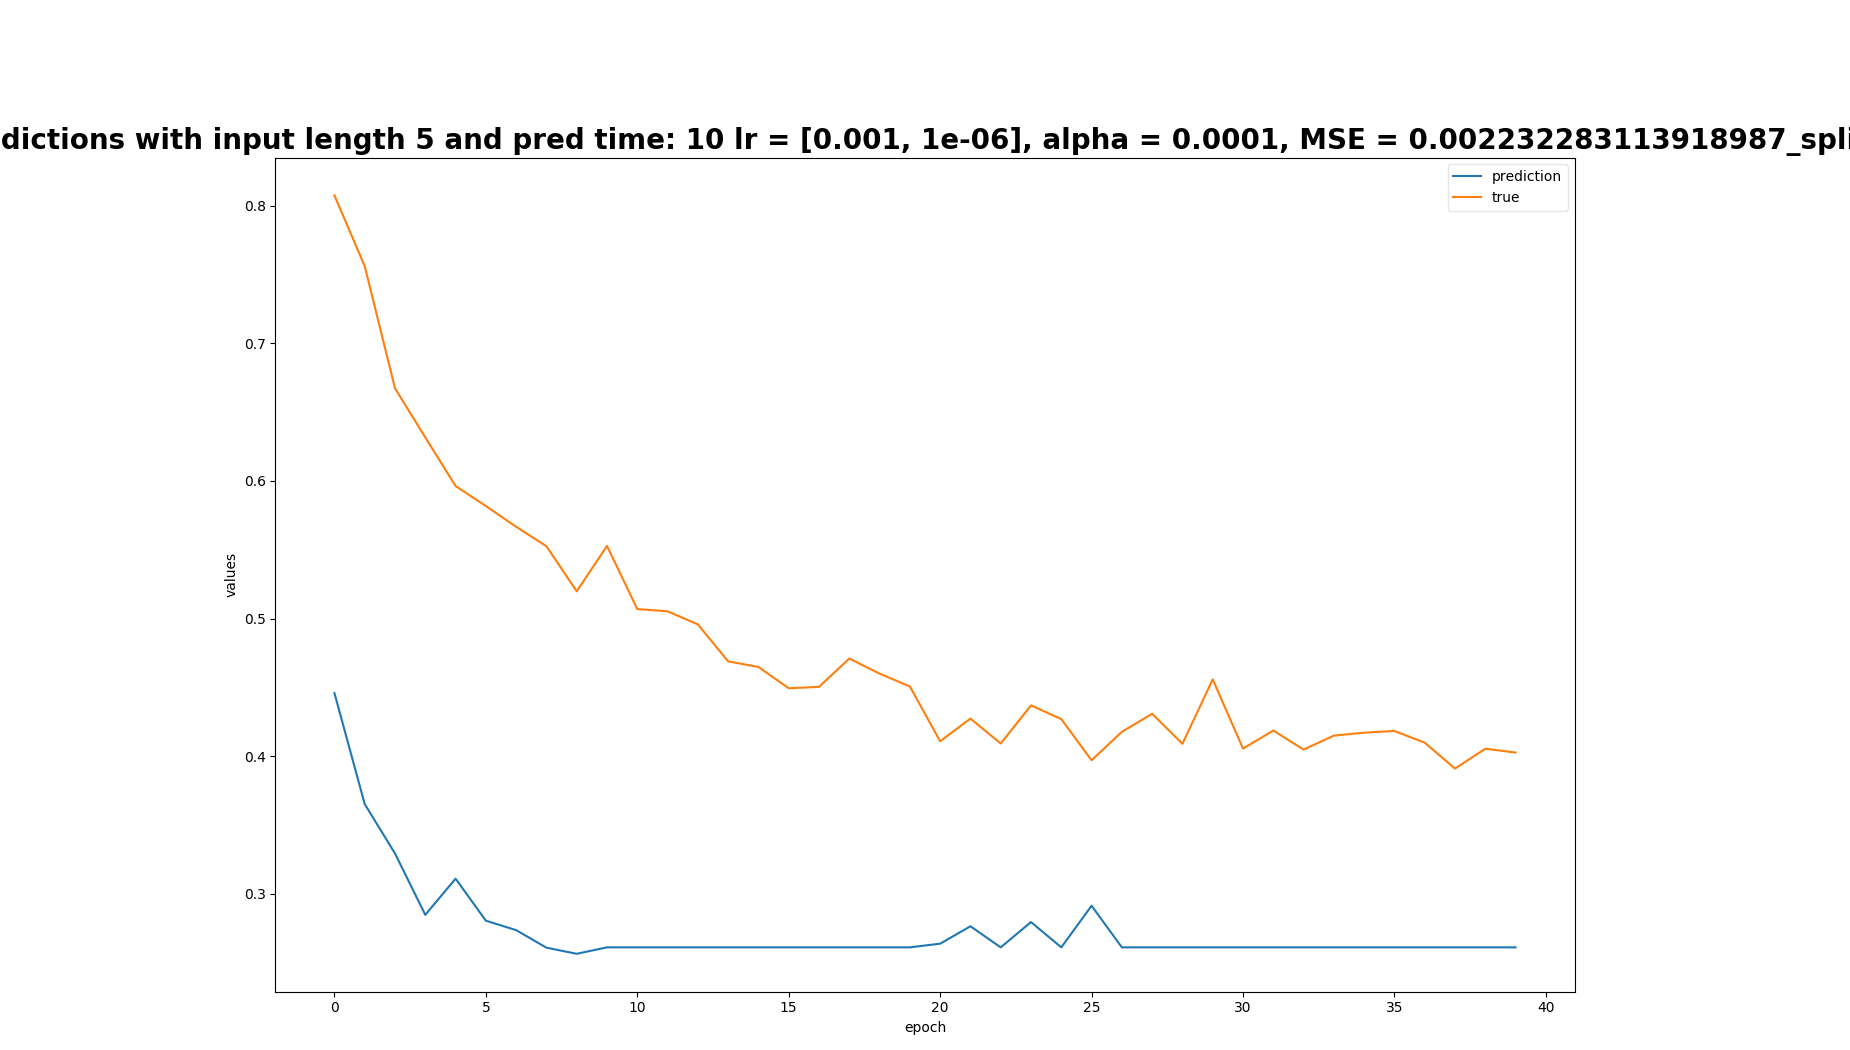 dictions with input length 5 and pred time: 10 lr = [0.001, 1e-06], alpha = 0.0001, MSE = 0.002232283113918987_spli
prediction
true
0.8
0.7
0.6
0.5
0.4
0.3
values
0 5 10 15 20 25 30 35 40
epoch